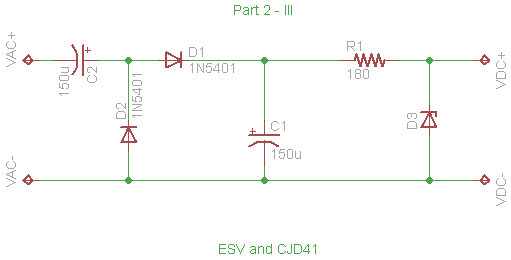 Part 2 - III
VAC+
+
150u
C2
D1
1N5401
D2
1N5401
R1
180
VDC+
+
C1
150u
D3
VAC-
VDC-
ESV and CJD41